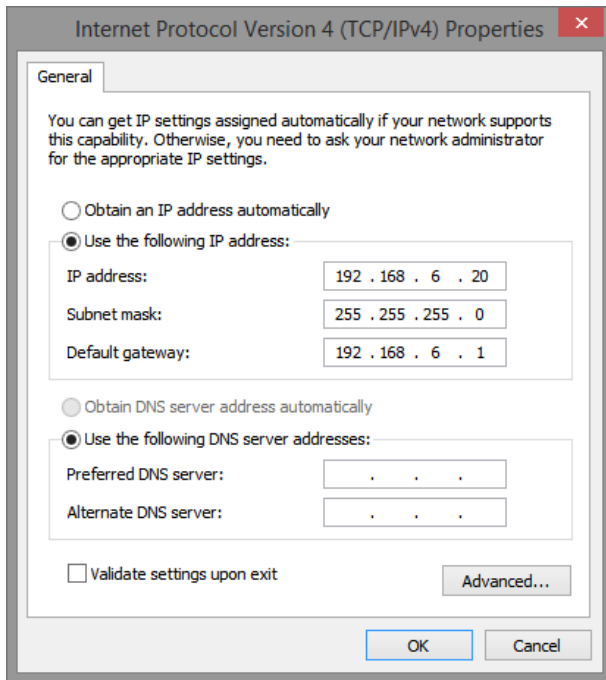 Internet Protocol Version 4 (TCP/IPv4) Properties
General
You can get IP settings assigned automatically if your network supports
this capability. Otherwise, you need to ask your network administrator
for the appropriate IP settings.
Obtain an IP address automatically
Use the following IP address:
IP address: 192 . 168 . 6 . 20
Subnet mask: 255 . 255 . 255 . 0
Default gateway: 192 . 168 . 6 . 1
Obtain DNS server address automatically
Use the following DNS server addresses:
Preferred DNS server: . . .
Alternate DNS server: . . .
Validate settings upon exit
Advanced...
OK Cancel